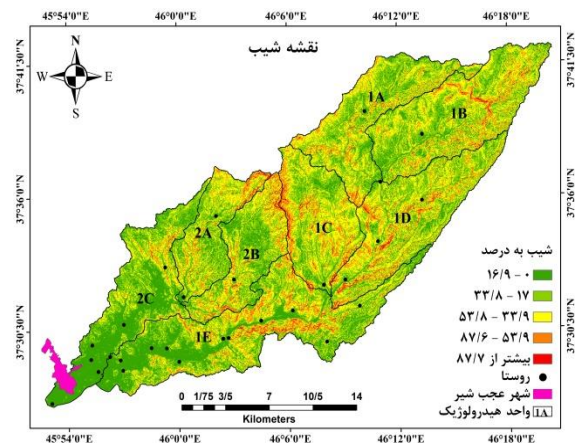 45°54'0"E 46°0'0"E 46°6'0"E 46°12'0"E 46°18'0"E
نقشه شیب
N
W E
S
37°41'30"N 37°41'30"N
1A
1B
37°36'0"N 37°36'0"N
2A
1C
1D
2B
2C
1E
37°30'30"N 37°30'30"N
شیب به درصد
۰ - ۱۶/۹
۱۷ - ۳۳/۸
۳۳/۹ - ۵۳/۸
۵۳/۹ - ۸۷/۶
بیشتر از ۸۷/۷
روستا
شهر عجب شیر
1A واحد هیدرولوژیک
0 1/75 3/5 7 10/5 14
Kilometers
45°54'0"E 46°0'0"E 46°6'0"E 46°12'0"E 46°18'0"E